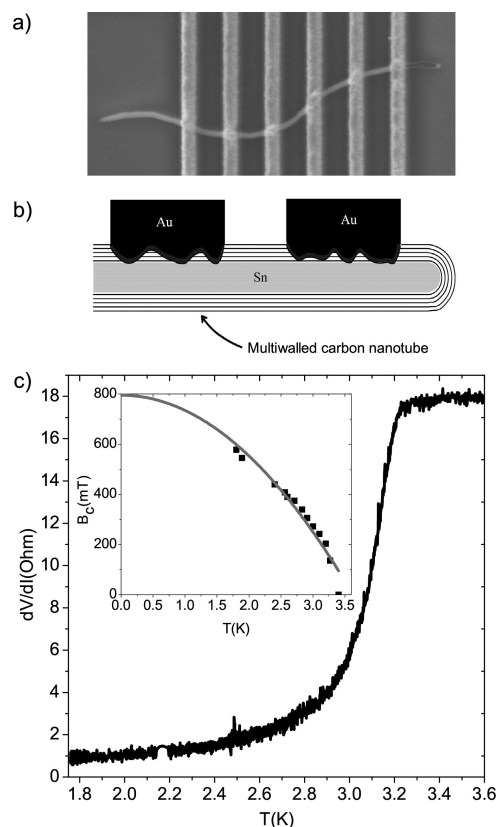 a)
b)
Au
Au
Sn
Multiwalled carbon nanotube
c)
18
16
14
12
10
8
6
4
2
0
dV/dI(Ohm)
800
600
400
200
0
B_c(mT)
0.0 0.5 1.0 1.5 2.0 2.5 3.0 3.5
T(K)
1.8 2.0 2.2 2.4 2.6 2.8 3.0 3.2 3.4 3.6
T(K)